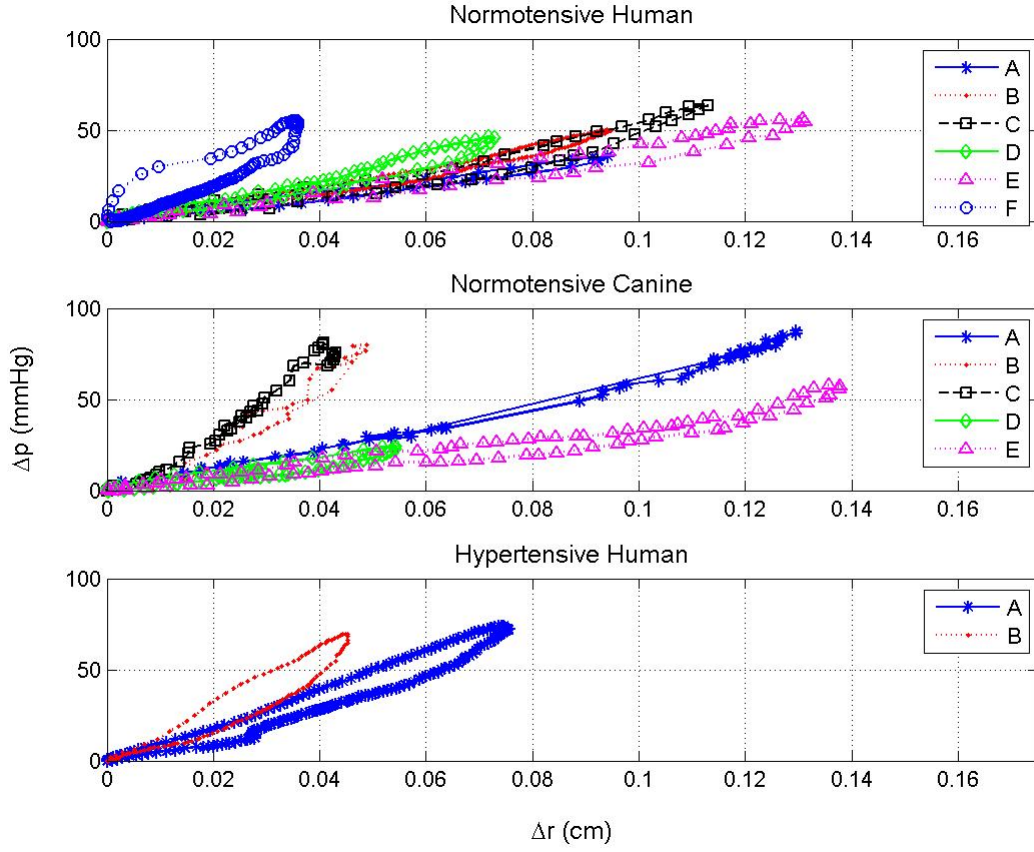 Normotensive Human
100
50
0
0 0.02 0.04 0.06 0.08 0.1 0.12 0.14 0.16
A
B
C
D
E
F
Normotensive Canine
100
50
0
0 0.02 0.04 0.06 0.08 0.1 0.12 0.14 0.16
A
B
C
D
E
Δp (mmHg)
Hypertensive Human
100
50
0
0 0.02 0.04 0.06 0.08 0.1 0.12 0.14 0.16
A
B
Δr (cm)